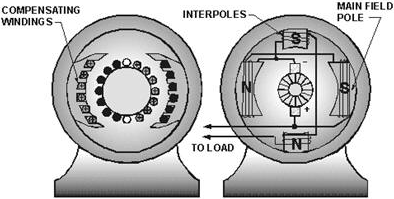 COMPENSATING
WINDINGS
INTERPOLES
MAIN FIELD
POLE
S
N
S
-
+
N
TO LOAD